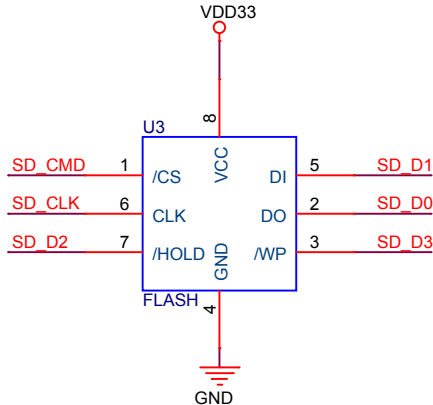 VDD33
U3
8
VCC
SD_CMD 1 /CS DI 5 SD_D1
SD_CLK 6 CLK DO 2 SD_D0
SD_D2 7 /HOLD /WP 3 SD_D3
GND
FLASH
4
GND